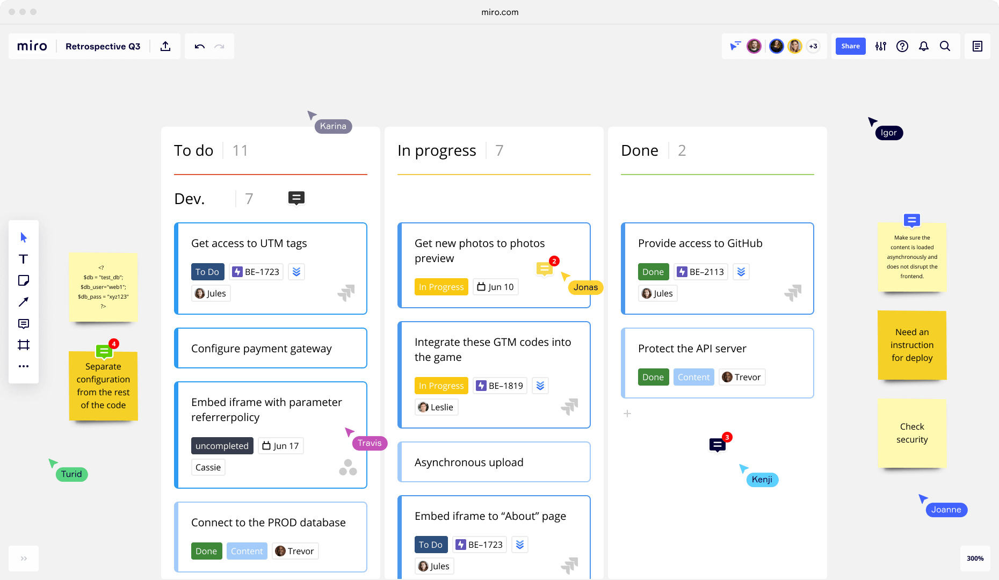 miro.com
miro
Retrospective Q3
+3
Share
Karina
Igor
To do
11
In progress
7
Done
2
Dev.
7
Get access to UTM tags
To Do
BE–1723
Jules
Configure payment gateway
Embed iframe with parameter
referrerpolicy
uncompleted
Jun 17
Cassie
Travis
Connect to the PROD database
Done
Content
Trevor
Get new photos to photos
preview
2
In Progress
Jun 10
Jonas
Integrate these GTM codes into
the game
In Progress
BE–1819
Leslie
Asynchronous upload
Embed iframe to “About” page
To Do
BE–1723
Jules
Provide access to GitHub
Done
BE–2113
Jules
Protect the API server
Done
Content
Trevor
3
Kenji
<?
$db = "test_db";
$db_user="web1";
$db_pass = "xyz123"
?>
4
Separate
configuration
from the rest
of the code
Turid
Make sure the
content is loaded
asynchronously and
does not disrupt the
frontend.
Need an
instruction
for deploy
Check
security
Joanne
300%